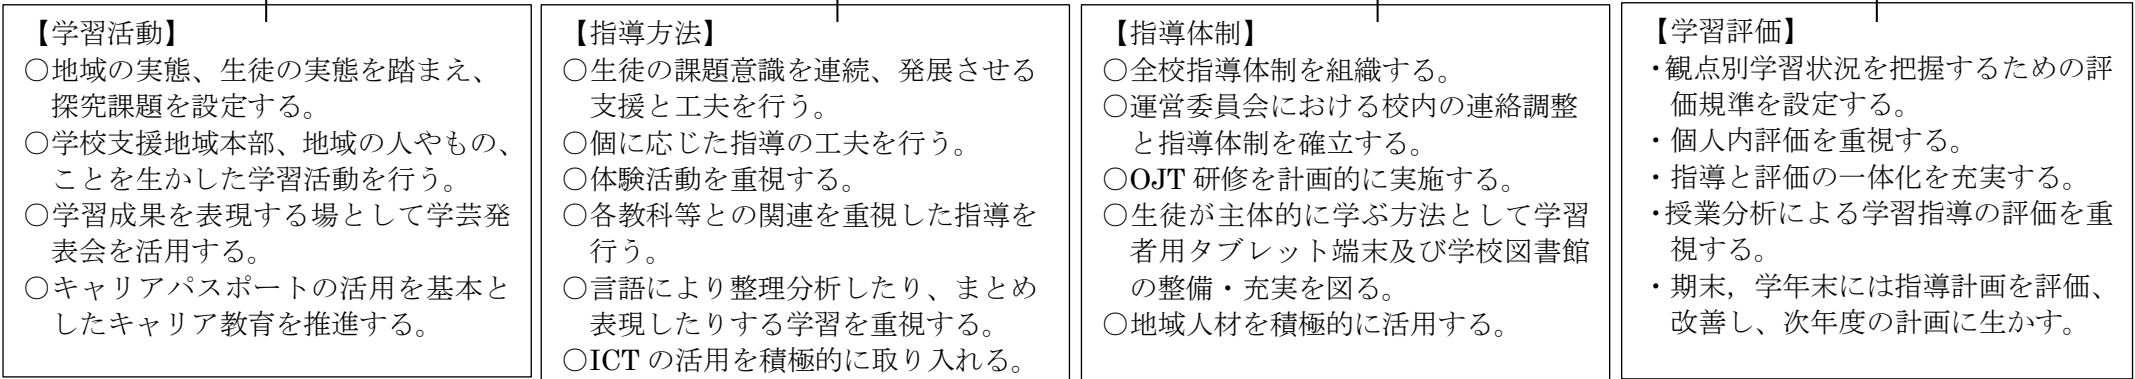 【学習活動】
○地域の実態、生徒の実態を踏まえ、
探究課題を設定する。
○学校支援地域本部、地域の人やもの、
ことを生かした学習活動を行う。
○学習成果を表現する場として学芸発
表会を活用する。
○キャリアパスポートの活用を基本と
したキャリア教育を推進する。
【指導方法】
○生徒の課題意識を連続、発展させる
支援と工夫を行う。
○個に応じた指導の工夫を行う。
○体験活動を重視する。
○各教科等との関連を重視した指導を
行う。
○言語により整理分析したり、まとめ
表現したりする学習を重視する。
○ICT の活用を積極的に取り入れる。
【指導体制】
○全校指導体制を組織する。
○運営委員会における校内の連絡調整
と指導体制を確立する。
○OJT 研修を計画的に実施する。
○生徒が主体的に学ぶ方法として学習
者用タブレット端末及び学校図書館
の整備・充実を図る。
○地域人材を積極的に活用する。
【学習評価】
・観点別学習状況を把握するための評
価規準を設定する。
・個人内評価を重視する。
・指導と評価の一体化を充実する。
・授業分析による学習指導の評価を重
視する。
・期末，学年末には指導計画を評価、
改善し、次年度の計画に生かす。